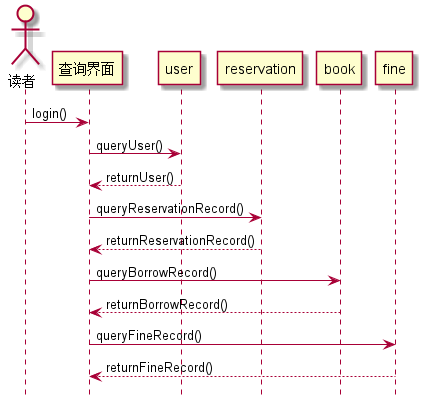 读者
查询界面
user
reservation
book
fine
login()
queryUser()
returnUser()
queryReservationRecord()
returnReservationRecord()
queryBorrowRecord()
returnBorrowRecord()
queryFineRecord()
returnFineRecord()